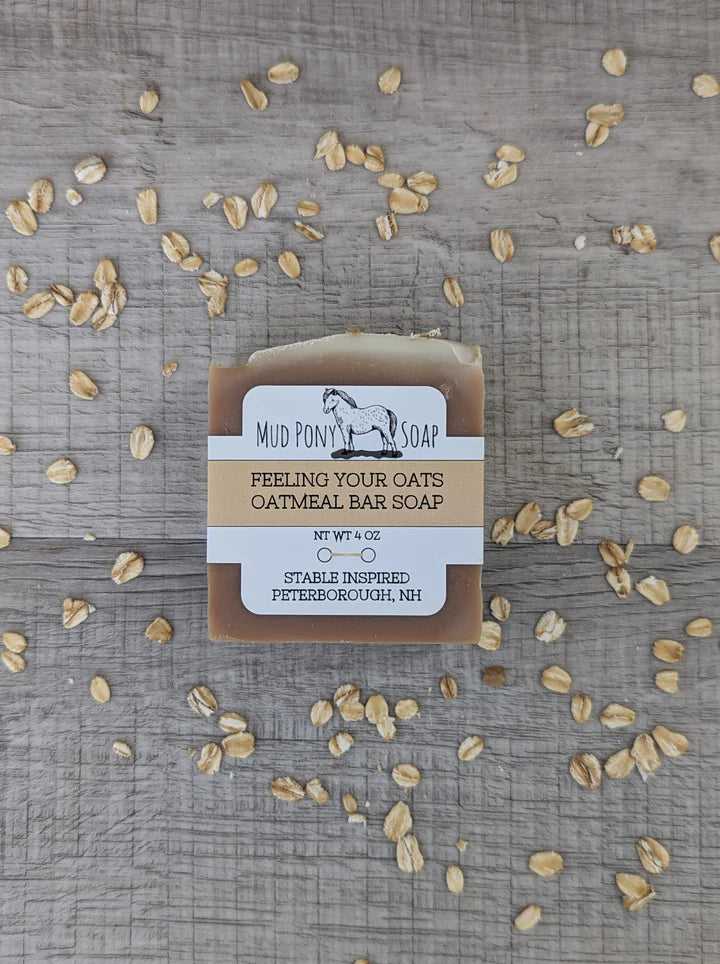 MUD PONY SOAP
FEELING YOUR OATS
OATMEAL BAR SOAP
NT WT 4 OZ
STABLE INSPIRED
PETERBOROUGH, NH